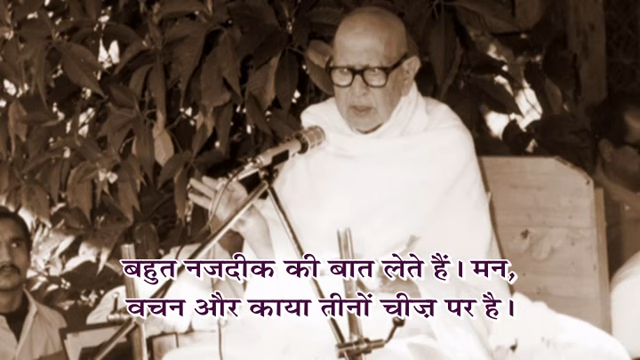 बहुत नजदीक की बात लेते हैं। मन,
वचन और काया तीनों चीज़ पर है।